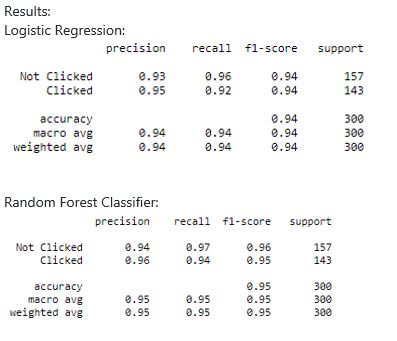 Results:
Logistic Regression:
precision recall f1-score support
Not Clicked 0.93 0.96 0.94 157
Clicked 0.95 0.92 0.94 143
accuracy 0.94 300
macro avg 0.94 0.94 0.94 300
weighted avg 0.94 0.94 0.94 300
Random Forest Classifier:
precision recall f1-score support
Not Clicked 0.94 0.97 0.96 157
Clicked 0.96 0.94 0.95 143
accuracy 0.95 300
macro avg 0.95 0.95 0.95 300
weighted avg 0.95 0.95 0.95 300